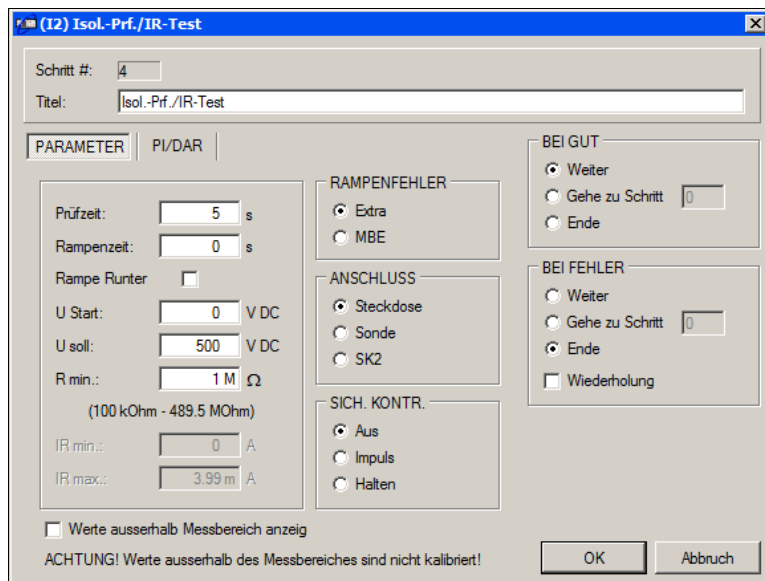 (I2) Isol.-Prf./IR-Test
Schritt #: 4
Titel: Isol.-Prf./IR-Test
PARAMETER PI/DAR
Prüfzeit: 5 s
Rampenzeit: 0 s
Rampe Runter
U Start: 0 V DC
U soll: 500 V DC
R min.: 1 M Ω
(100 kOhm - 489.5 MOhm)
IR min.: 0 A
IR max.: 3.99 m A
RAMPENFEHLER
Extra
MBE
ANSCHLUSS
Steckdose
Sonde
SK2
SICH. KONTR.
Aus
Impuls
Halten
BEI GUT
Weiter
Gehe zu Schritt 0
Ende
BEI FEHLER
Weiter
Gehe zu Schritt 0
Ende
Wiederholung
Werte ausserhalb Messbereich anzeig
ACHTUNG! Werte ausserhalb des Messbereiches sind nicht kalibriert!
OK Abbruch